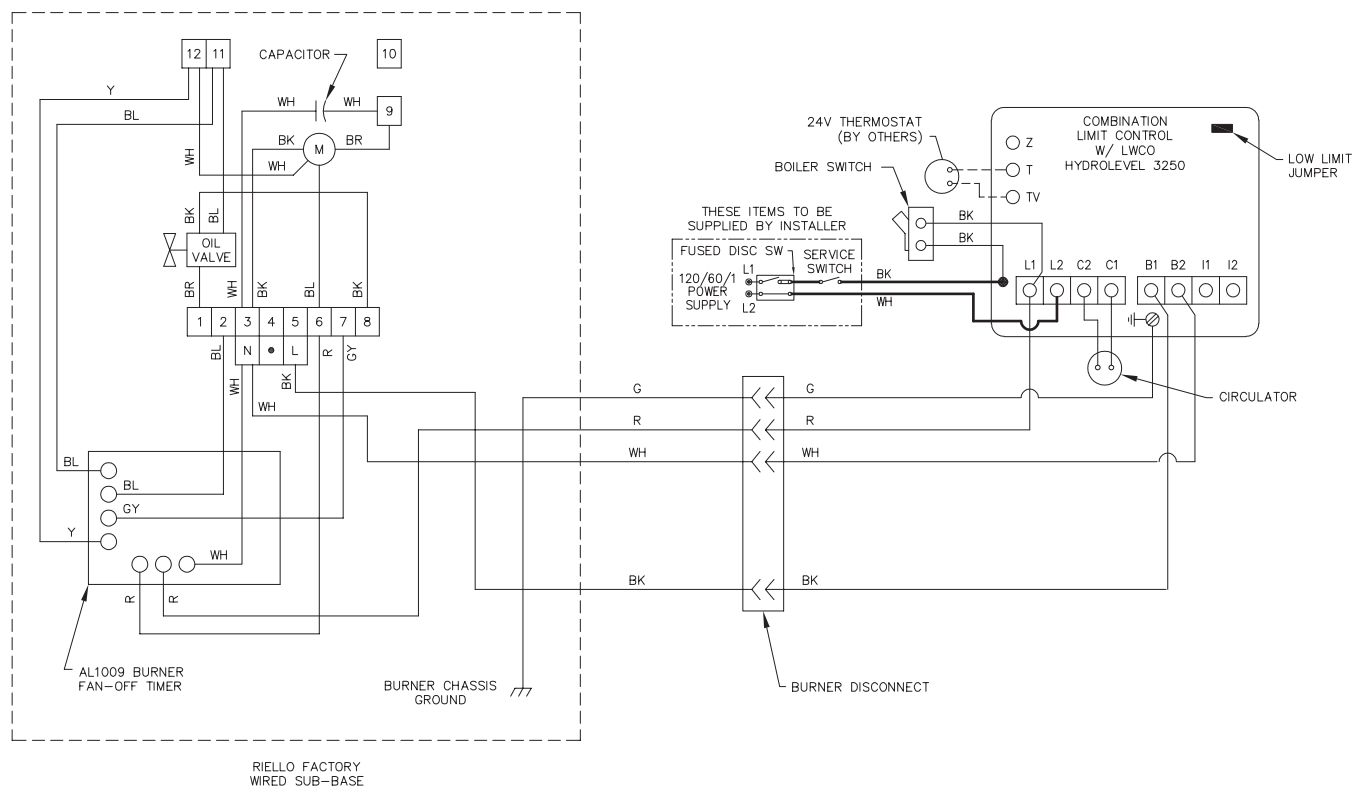 12 11
CAPACITOR
10
Y
BL
WH WH
9
BK
M
BR
WH
WH
BK
BL
BK
OIL
VALVE
BR
WH
BK
BL
BK
1 2 3 4 5 6 7 8
N L
BL
WH
BK
R
GY
WH
BL
BL
GY
Y
WH
R
R
AL1009 BURNER
FAN-OFF TIMER
BURNER CHASSIS
GROUND
RIELLO FACTORY
WIRED SUB-BASE
24V THERMOSTAT
(BY OTHERS)
BOILER SWITCH
BK
BK
THESE ITEMS TO BE
SUPPLIED BY INSTALLER
FUSED DISC SW
SERVICE
SWITCH
L1
120/60/1
POWER
SUPPLY
L2
BK
WH
COMBINATION
LIMIT CONTROL
W/ LWCO
HYDROLEVEL 3250
Z
T
TV
LOW LIMIT
JUMPER
L1 L2 C2 C1 B1 B2 I1 I2
CIRCULATOR
G G
R R
WH WH
BK BK
BURNER DISCONNECT